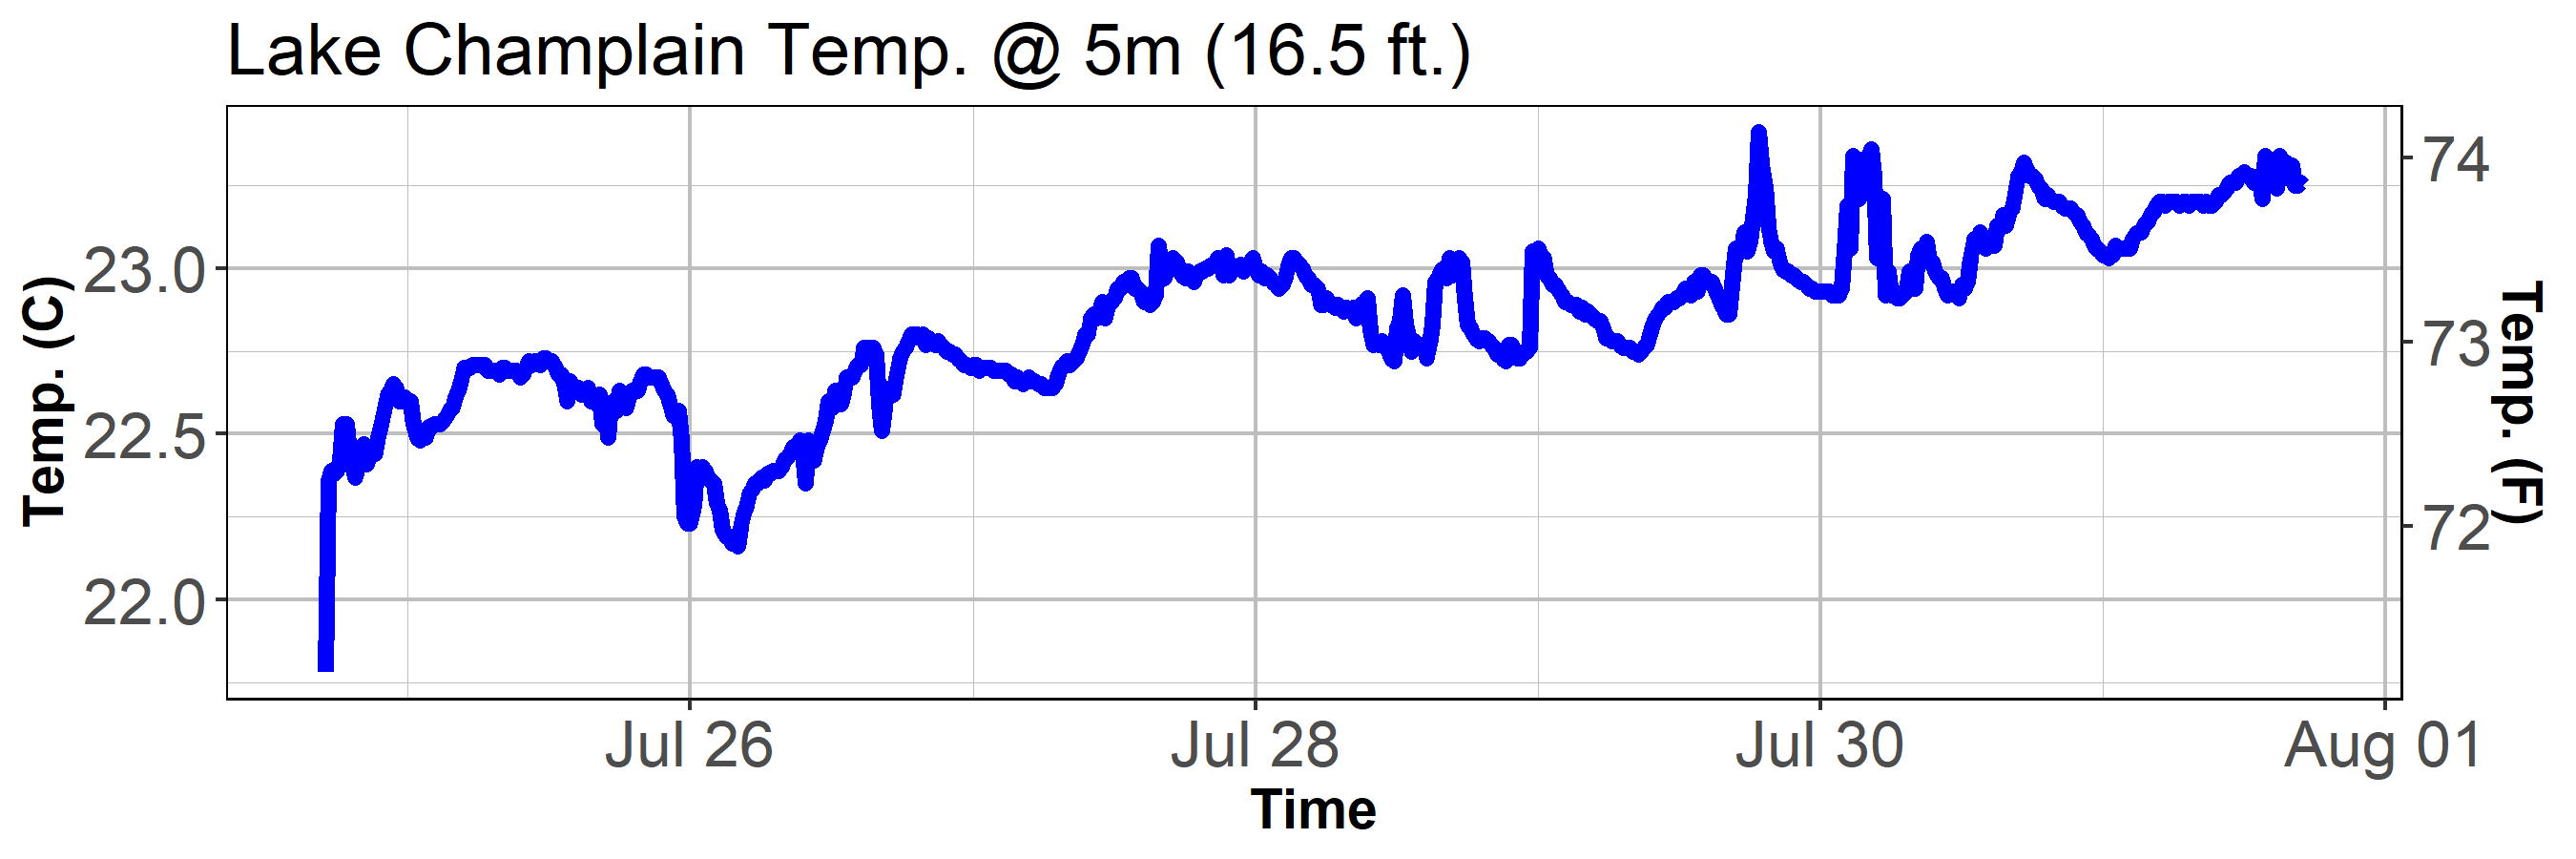 Lake Champlain Temp. @ 5m (16.5 ft.)
Temp. (C)
23.0
22.5
22.0
74
73
72
Temp. (F)
Jul 26
Jul 28
Jul 30
Aug 01
Time